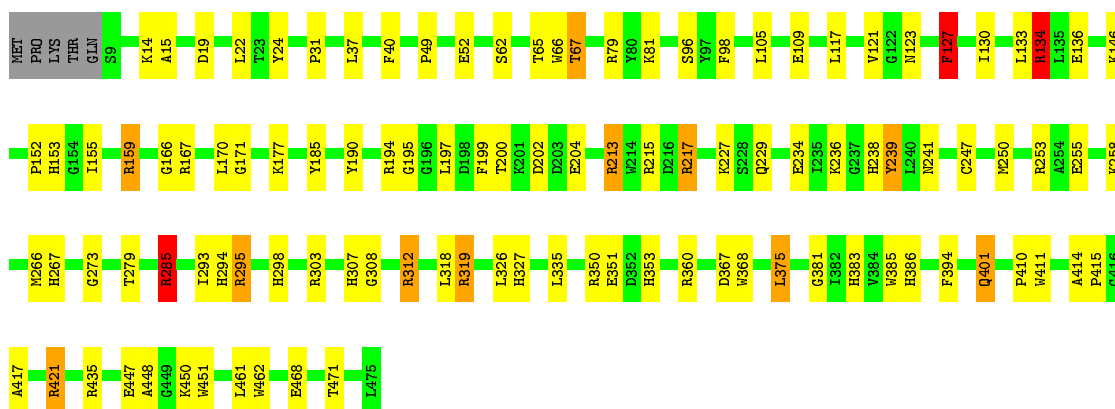 MET PRO LYS THR GLN S9 K14 A15 D19 L22 T23 Y24 P31 L37 F40 P49 E52 S62 T65 W66 T67 R79 Y80 K81 S96 Y97 F98 L105 E109 L117 V121 G122 N123 F127 I130 L133 R134 L135 E136 K146
P152 H153 G154 I155 R159 G166 R167 L170 G171 K177 Y185 Y190 R194 G195 G196 L197 D198 F199 T200 K201 D202 D203 E204 R213 W214 R215 D216 R217 K227 S228 Q229 E234 I235 K236 G237 H238 Y239 L240 N241 C247 M250 R253 A254 E255 K258
M266 H267 G273 T279 R285 I293 H294 R295 H298 R303 H307 G308 R312 L318 R319 L326 H327 L335 R350 E351 D352 H353 R360 D367 W368 L375 G381 I382 H383 V384 W385 H386 F394 Q401 P410 W411 A414 P415 G416
A417 R421 R435 E447 A448 G449 K450 W451 L461 W462 E468 T471 L475